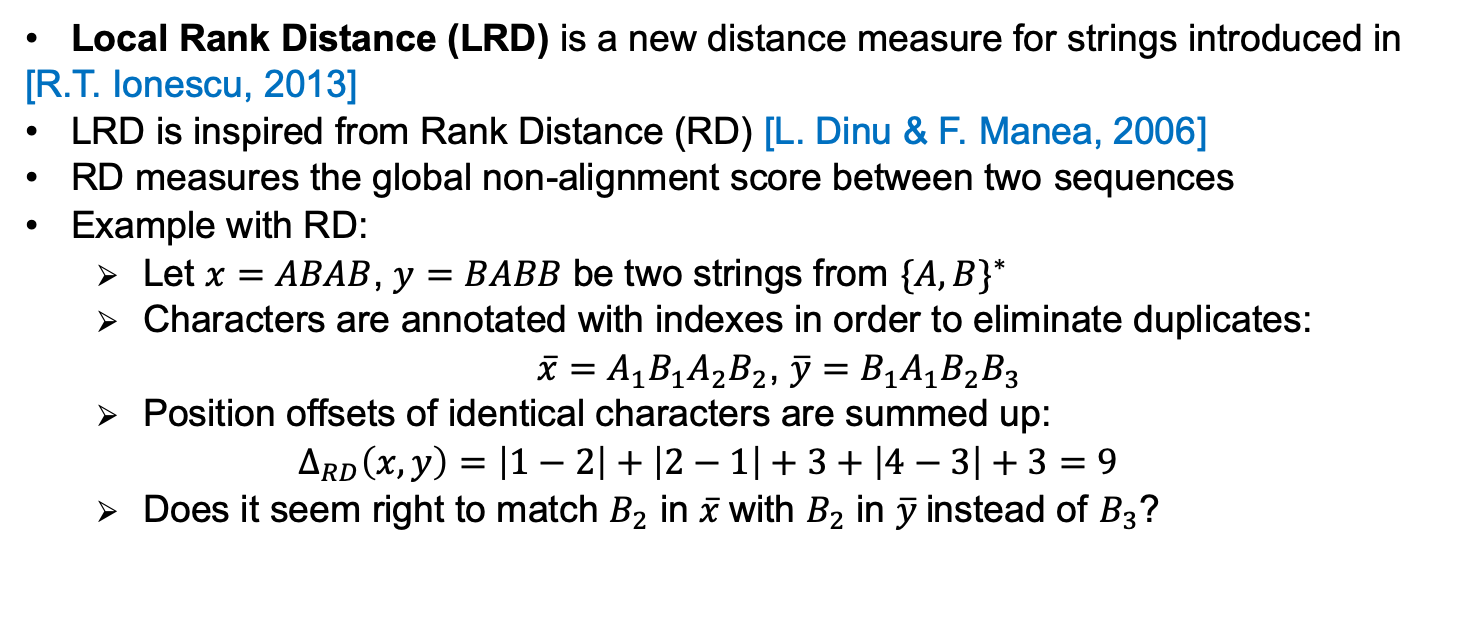 • Local Rank Distance (LRD) is a new distance measure for strings introduced in
[R.T. Ionescu, 2013]
• LRD is inspired from Rank Distance (RD) [L. Dinu & F. Manea, 2006]
• RD measures the global non-alignment score between two sequences
• Example with RD:
➢ Let x = ABAB, y = BABB be two strings from {A, B}*
➢ Characters are annotated with indexes in order to eliminate duplicates:
x̄ = A₁B₁A₂B₂, ȳ = B₁A₁B₂B₃
➢ Position offsets of identical characters are summed up:
Δ_RD(x, y) = |1 − 2| + |2 − 1| + 3 + |4 − 3| + 3 = 9
➢ Does it seem right to match B₂ in x̄ with B₂ in ȳ instead of B₃?